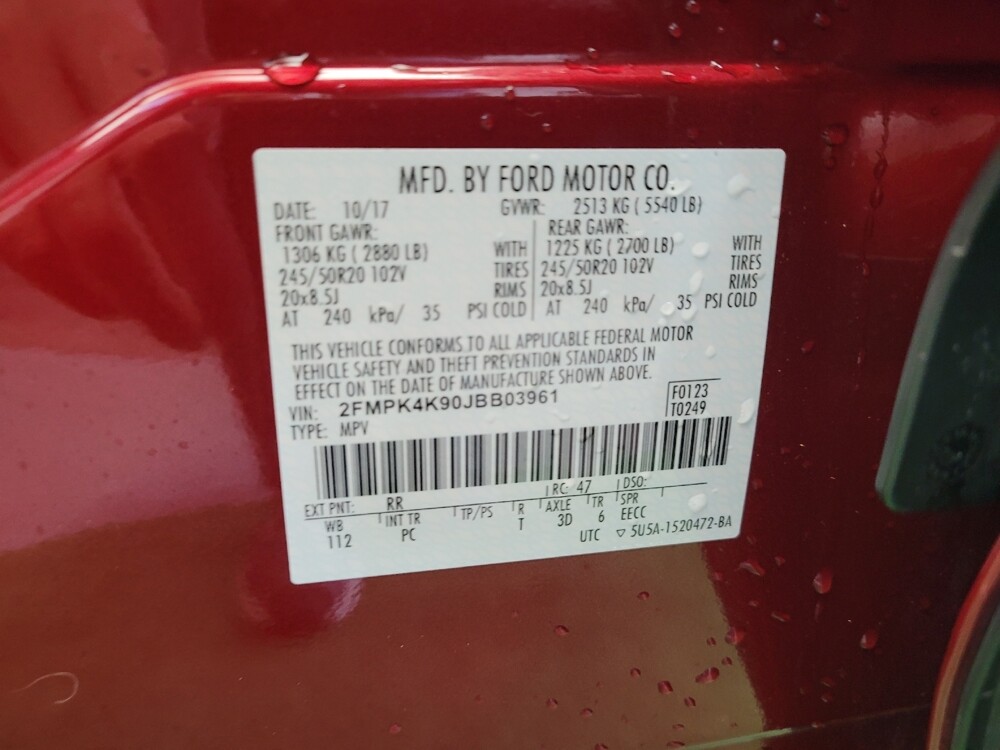 MFD. BY FORD MOTOR CO.
DATE: 10/17 GVWR: 2513 KG ( 5540 LB)
FRONT GAWR: REAR GAWR:
1306 KG ( 2880 LB) WITH 1225 KG ( 2700 LB) WITH
245/50R20 102V TIRES 245/50R20 102V TIRES
20x8.5J RIMS 20x8.5J RIMS
AT 240 kPa/ 35 PSI COLD AT 240 kPa/ 35 PSI COLD
THIS VEHICLE CONFORMS TO ALL APPLICABLE FEDERAL MOTOR
VEHICLE SAFETY AND THEFT PREVENTION STANDARDS IN
EFFECT ON THE DATE OF MANUFACTURE SHOWN ABOVE.
VIN: 2FMPK4K90JBB03961 F0123
TYPE: MPV T0249
EXT PNT: RR RC: 47 DSO:
WB INT TR TP/PS R AXLE TR SPR
112 PC T 3D 6 EECC
UTC ▽ 5U5A-1520472-BA